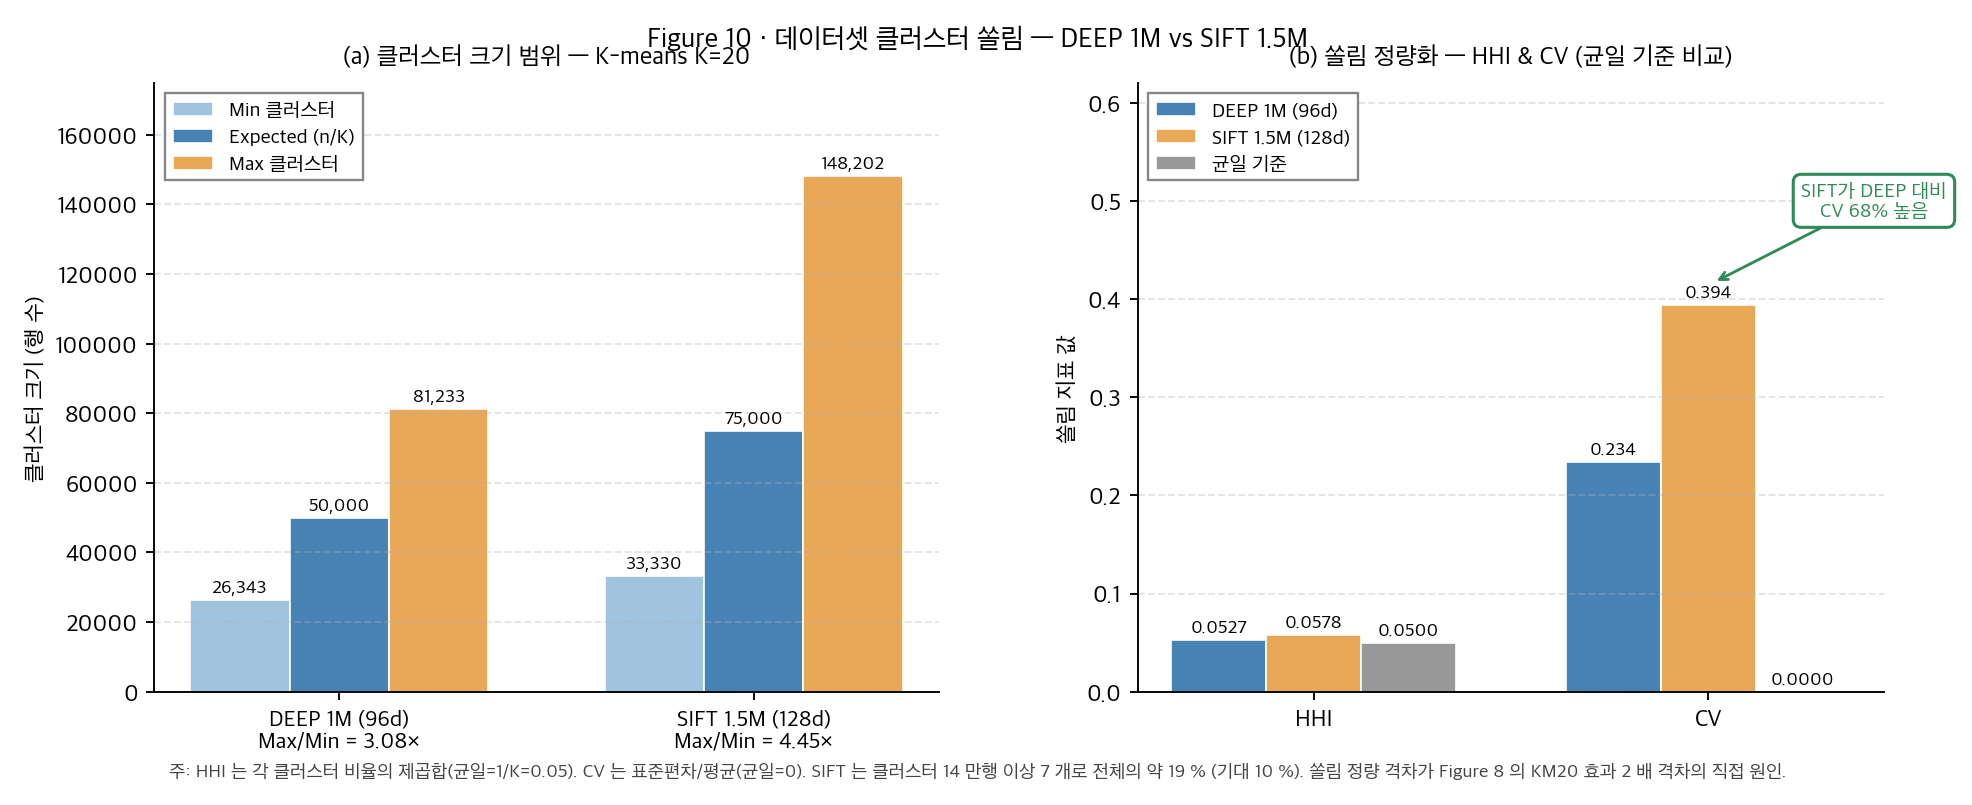 Figure 10 · 데이터셋 클러스터 쏠림 — DEEP 1M vs SIFT 1.5M
(a) 클러스터 크기 범위 — K-means K=20
Min 클러스터
Expected (n/K)
Max 클러스터
클러스터 크기 (행 수)
160000
140000
120000
100000
80000
60000
40000
20000
0
26,343
50,000
81,233
33,330
75,000
148,202
DEEP 1M (96d)
Max/Min = 3.08×
SIFT 1.5M (128d)
Max/Min = 4.45×
(b) 쏠림 정량화 — HHI & CV (균일 기준 비교)
DEEP 1M (96d)
SIFT 1.5M (128d)
균일 기준
쏠림 지표 값
0.6
0.5
0.4
0.3
0.2
0.1
0.0
SIFT가 DEEP 대비
CV 68% 높음
0.0527
0.0578
0.0500
0.234
0.394
0.0000
HHI
CV
주: HHI 는 각 클러스터 비율의 제곱합(균일=1/K=0.05). CV 는 표준편차/평균(균일=0). SIFT 는 클러스터 14 만행 이상 7 개로 전체의 약 19 % (기대 10 %). 쏠림 정량 격차가 Figure 8 의 KM20 효과 2 배 격차의 직접 원인.